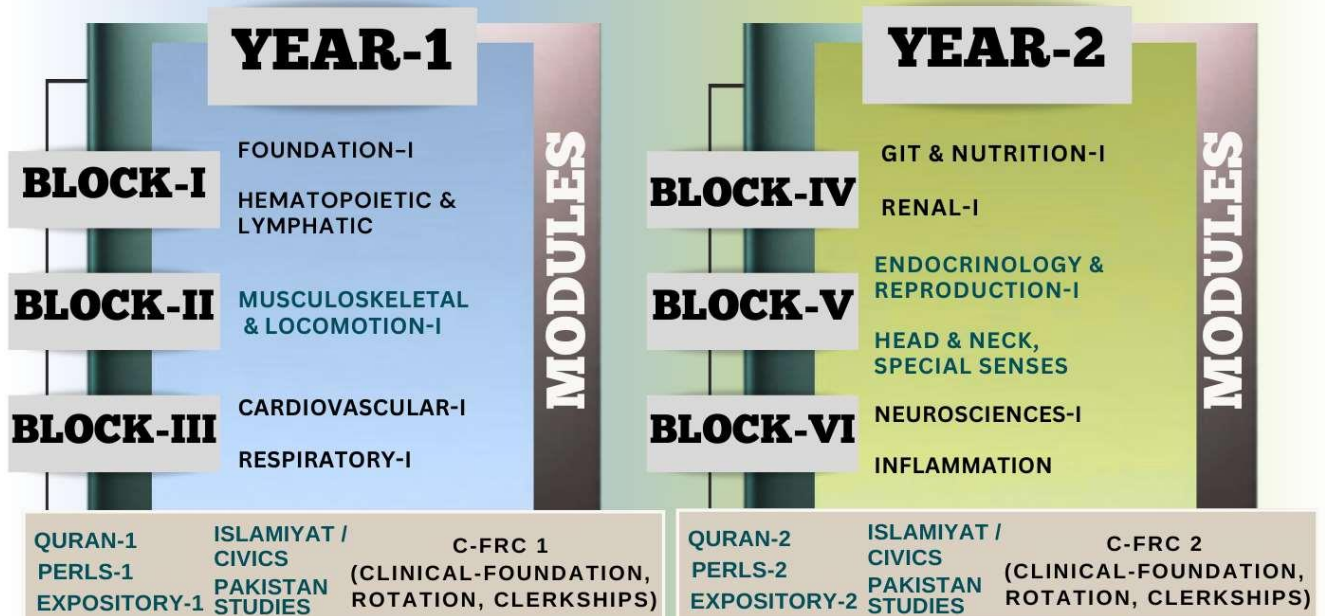 YEAR-1
MODULES
BLOCK-I
FOUNDATION-I
HEMATOPOIETIC &
LYMPHATIC
BLOCK-II
MUSCULOSKELETAL
& LOCOMOTION-I
BLOCK-III
CARDIOVASCULAR-I
RESPIRATORY-I
QURAN-1
PERLS-1
EXPOSITORY-1
ISLAMIYAT /
CIVICS
PAKISTAN
STUDIES
C-FRC 1
(CLINICAL-FOUNDATION,
ROTATION, CLERKSHIPS)
YEAR-2
MODULES
BLOCK-IV
GIT & NUTRITION-I
RENAL-I
BLOCK-V
ENDOCRINOLOGY &
REPRODUCTION-I
HEAD & NECK,
SPECIAL SENSES
BLOCK-VI
NEUROSCIENCES-I
INFLAMMATION
QURAN-2
PERLS-2
EXPOSITORY-2
ISLAMIYAT /
CIVICS
PAKISTAN
STUDIES
C-FRC 2
(CLINICAL-FOUNDATION,
ROTATION, CLERKSHIPS)